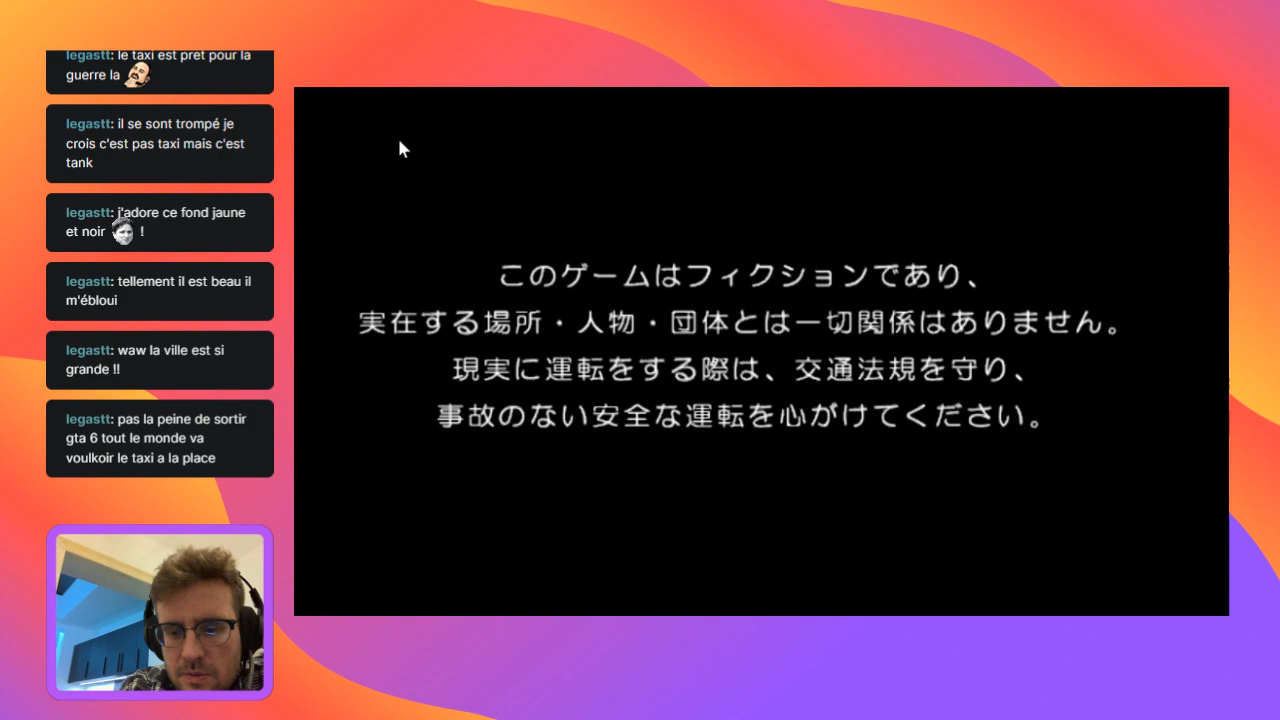 legastt: le taxi est pret pour la
guerre la
legastt: il se sont trompé je
crois c'est pas taxi mais c'est
tank
legastt: j'adore ce fond jaune
et noir !
legastt: tellement il est beau il
m'ébloui
legastt: waw la ville est si
grande !!
legastt: pas la peine de sortir
gta 6 tout le monde va
voulkoir le taxi a la place
このゲームはフィクションであり、
実在する場所・人物・団体とは一切関係はありません。
現実に運転をする際は、交通法規を守り、
事故のない安全な運転を心がけてください。